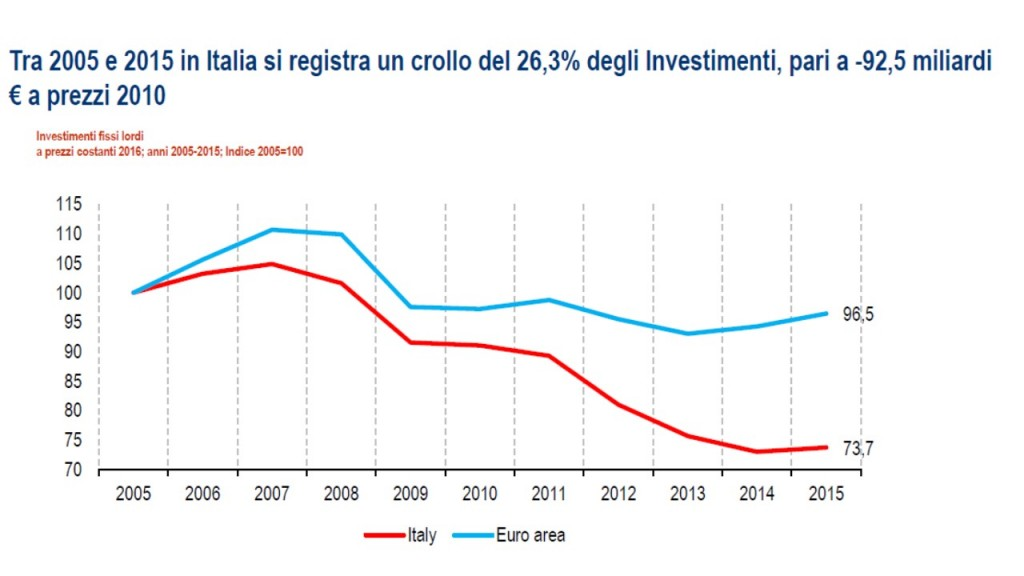 Tra 2005 e 2015 in Italia si registra un crollo del 26,3% degli Investimenti, pari a -92,5 miliardi
€ a prezzi 2010
Investimenti fissi lordi
a prezzi costanti 2016; anni 2005-2015; Indice 2005=100
115
110
105
100
95
90
85
80
75
70
96,5
73,7
2005 2006 2007 2008 2009 2010 2011 2012 2013 2014 2015
Italy Euro area